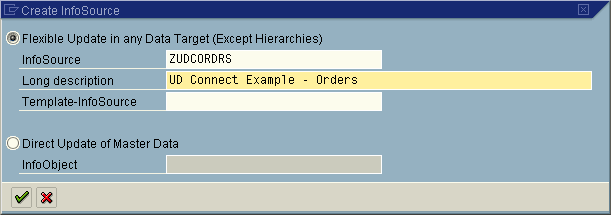 Create InfoSource
Flexible Update in any Data Target (Except Hierarchies)
InfoSource ZUDCORDRS
Long description UD Connect Example - Orders
Template-InfoSource
Direct Update of Master Data
InfoObject